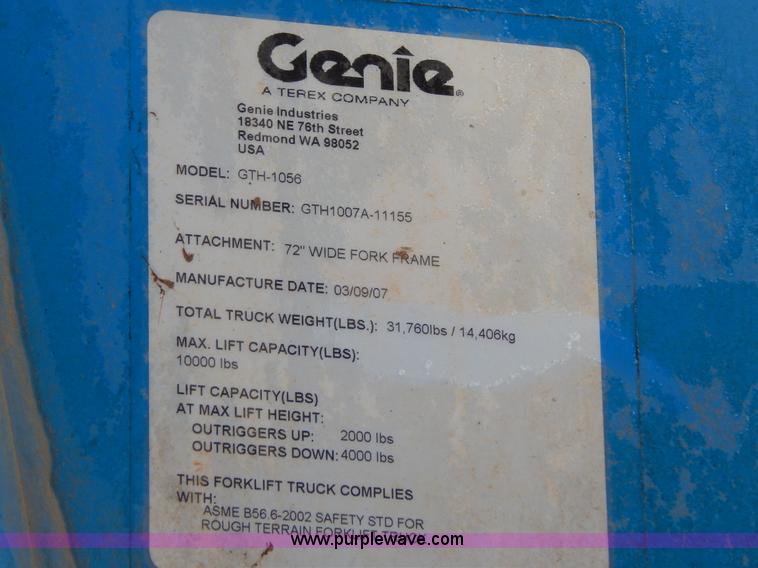 Genie®
A TEREX COMPANY
Genie Industries
18340 NE 76th Street
Redmond WA 98052
USA
MODEL: GTH-1056
SERIAL NUMBER: GTH1007A-11155
ATTACHMENT: 72" WIDE FORK FRAME
MANUFACTURE DATE: 03/09/07
TOTAL TRUCK WEIGHT(LBS.): 31,760lbs / 14,406kg
MAX. LIFT CAPACITY(LBS):
10000 lbs
LIFT CAPACITY(LBS)
AT MAX LIFT HEIGHT:
OUTRIGGERS UP: 2000 lbs
OUTRIGGERS DOWN: 4000 lbs
THIS FORKLIFT TRUCK COMPLIES
WITH:
ASME B56.6-2002 SAFETY STD FOR
ROUGH TERRAIN FORKLIFT TRUCK
www.purplewave.com